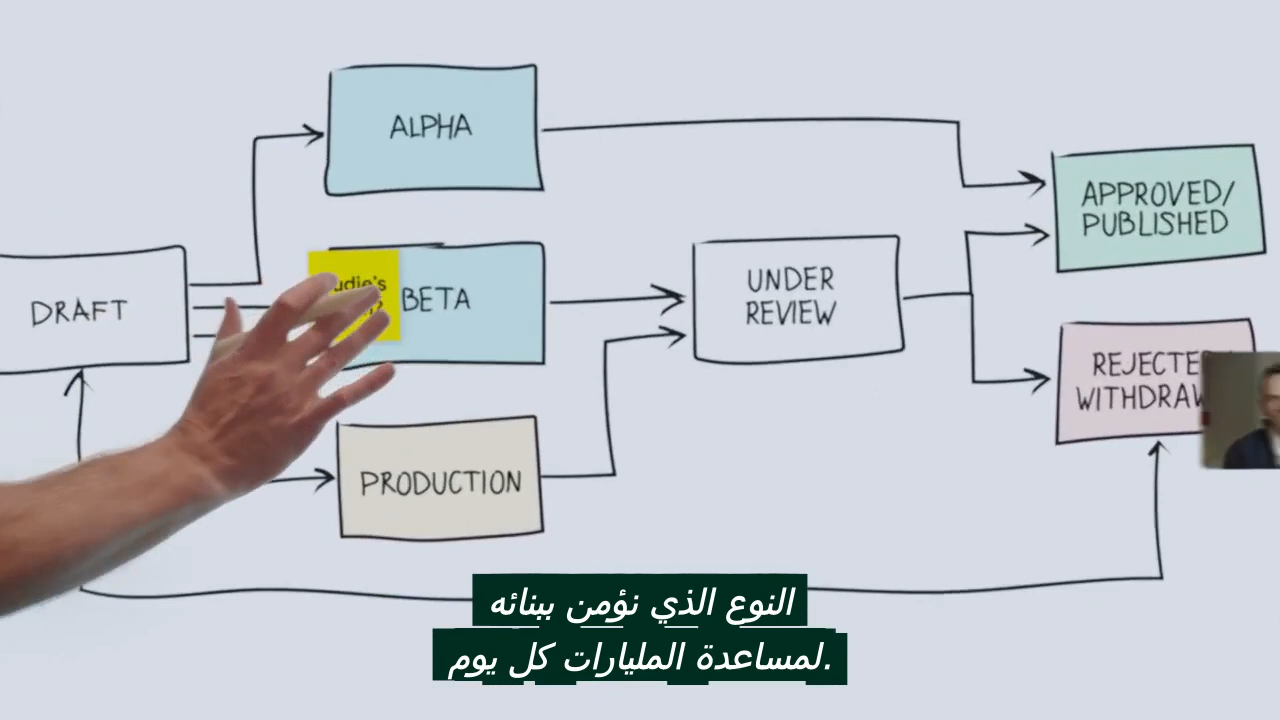 ALPHA
APPROVED/
PUBLISHED
DRAFT
BETA
UNDER
REVIEW
PRODUCTION
النوع الذي نؤمن ببنائه
لمساعدة المليارات كل يوم.